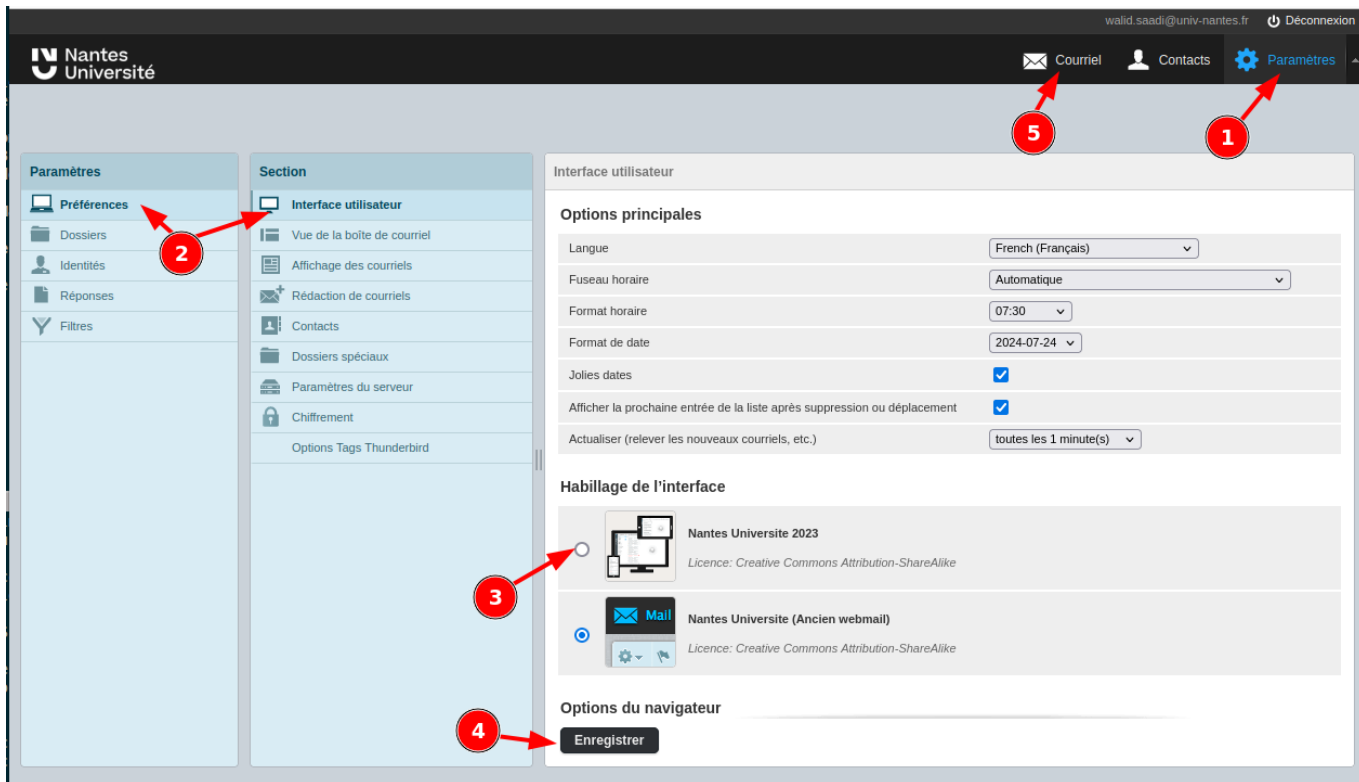 walid.saadi@univ-nantes.fr Déconnexion
Nantes
Université
Courriel Contacts Paramètres
5
1
Paramètres
Préférences
Dossiers
Identités
Réponses
Filtres
2
Section
Interface utilisateur
Vue de la boîte de courriel
Affichage des courriels
Rédaction de courriels
Contacts
Dossiers spéciaux
Paramètres du serveur
Chiffrement
Options Tags Thunderbird
Interface utilisateur
Options principales
Langue French (Français)
Fuseau horaire Automatique
Format horaire 07:30
Format de date 2024-07-24
Jolies dates
Afficher la prochaine entrée de la liste après suppression ou déplacement
Actualiser (relever les nouveaux courriels, etc.) toutes les 1 minute(s)
Habillage de l’interface
Nantes Universite 2023
Licence: Creative Commons Attribution-ShareAlike
3
Mail
Nantes Universite (Ancien webmail)
Licence: Creative Commons Attribution-ShareAlike
Options du navigateur
4
Enregistrer